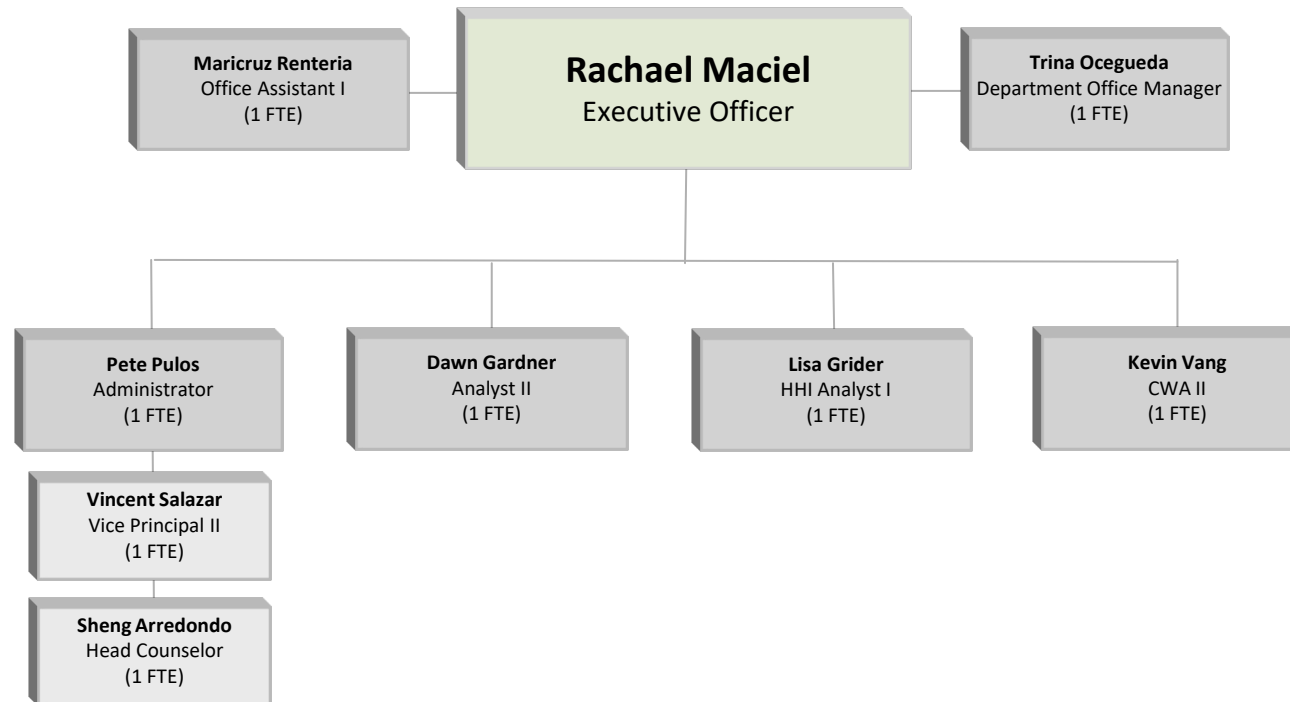 Maricruz Renteria
Office Assistant I
(1 FTE)
Rachael Maciel
Executive Officer
Trina Ocegueda
Department Office Manager
(1 FTE)
Pete Pulos
Administrator
(1 FTE)
Dawn Gardner
Analyst II
(1 FTE)
Lisa Grider
HHI Analyst I
(1 FTE)
Kevin Vang
CWA II
(1 FTE)
Vincent Salazar
Vice Principal II
(1 FTE)
Sheng Arredondo
Head Counselor
(1 FTE)